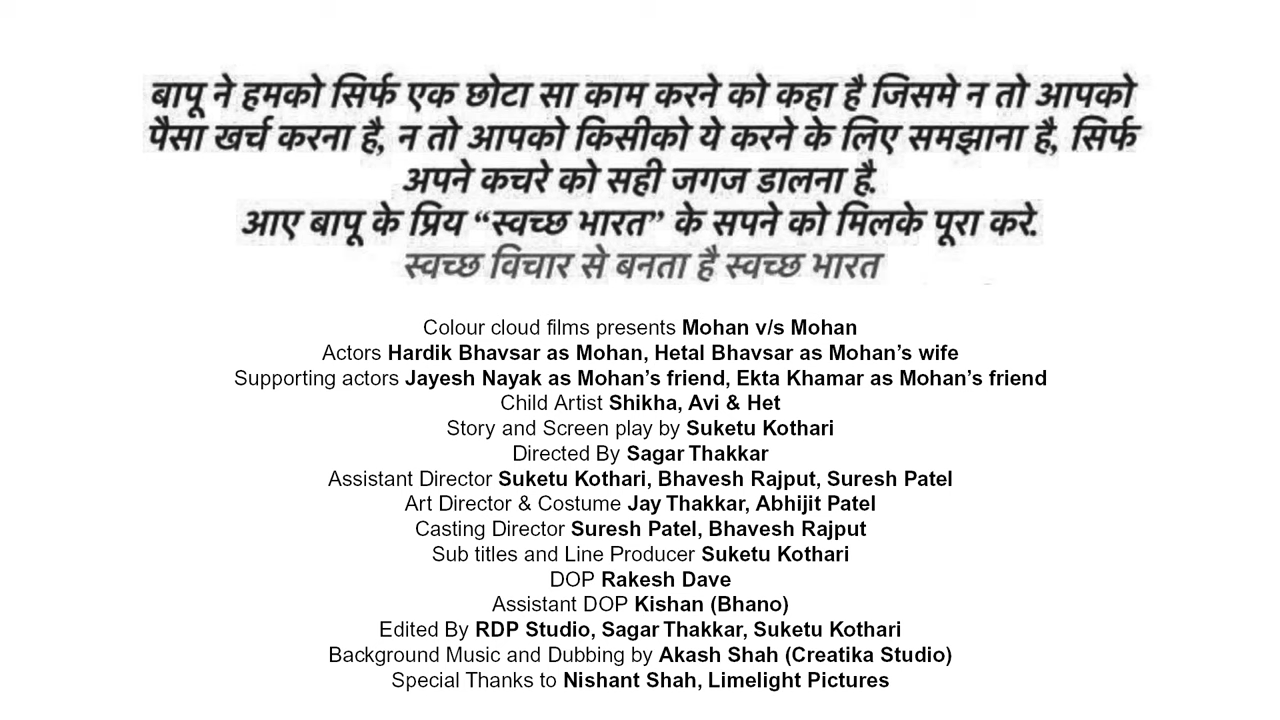 बापू ने हमको सिर्फ एक छोटा सा काम करने को कहा है जिसमे न तो आपको
पैसा खर्च करना है, न तो आपको किसीको ये करने के लिए समझाना है, सिर्फ
अपने कचरे को सही जगज डालना है.
आए बापू के प्रिय “स्वच्छ भारत” के सपने को मिलके पूरा करे.
स्वच्छ विचार से बनता है स्वच्छ भारत
Colour cloud films presents Mohan v/s Mohan
Actors Hardik Bhavsar as Mohan, Hetal Bhavsar as Mohan’s wife
Supporting actors Jayesh Nayak as Mohan’s friend, Ekta Khamar as Mohan’s friend
Child Artist Shikha, Avi & Het
Story and Screen play by Suketu Kothari
Directed By Sagar Thakkar
Assistant Director Suketu Kothari, Bhavesh Rajput, Suresh Patel
Art Director & Costume Jay Thakkar, Abhijit Patel
Casting Director Suresh Patel, Bhavesh Rajput
Sub titles and Line Producer Suketu Kothari
DOP Rakesh Dave
Assistant DOP Kishan (Bhano)
Edited By RDP Studio, Sagar Thakkar, Suketu Kothari
Background Music and Dubbing by Akash Shah (Creatika Studio)
Special Thanks to Nishant Shah, Limelight Pictures